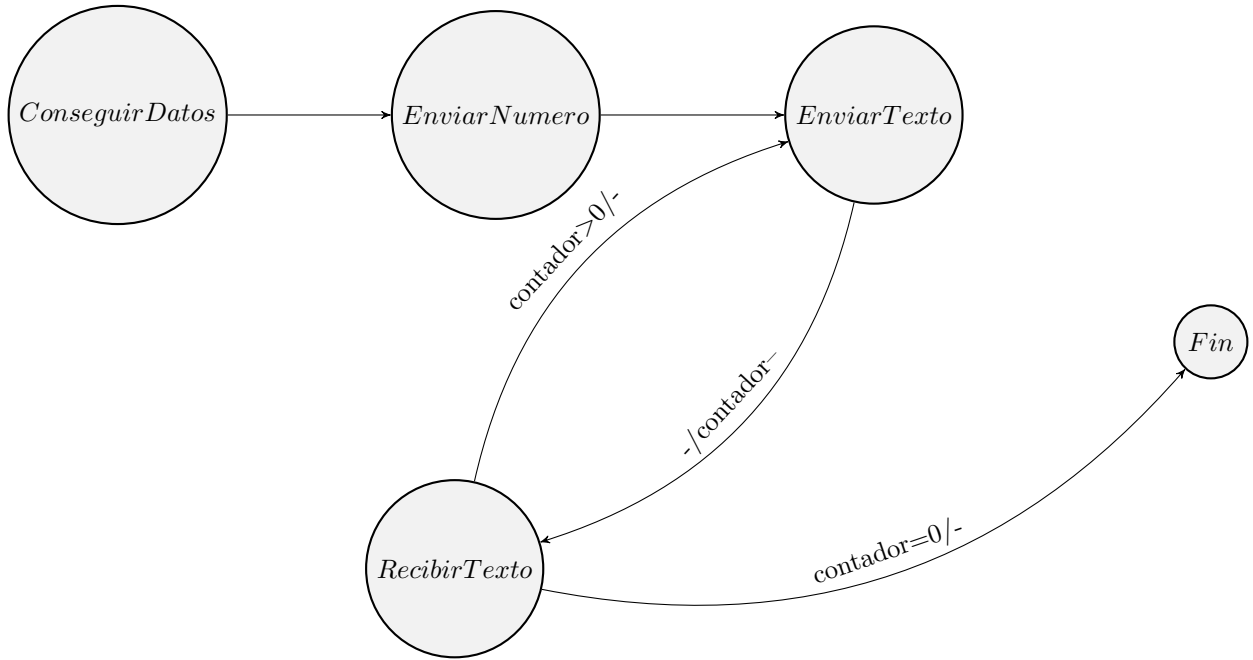 ConseguirDatos
EnviarNumero
EnviarTexto
contador>0/-
-/contador–
Fin
contador=0/-
RecibirTexto